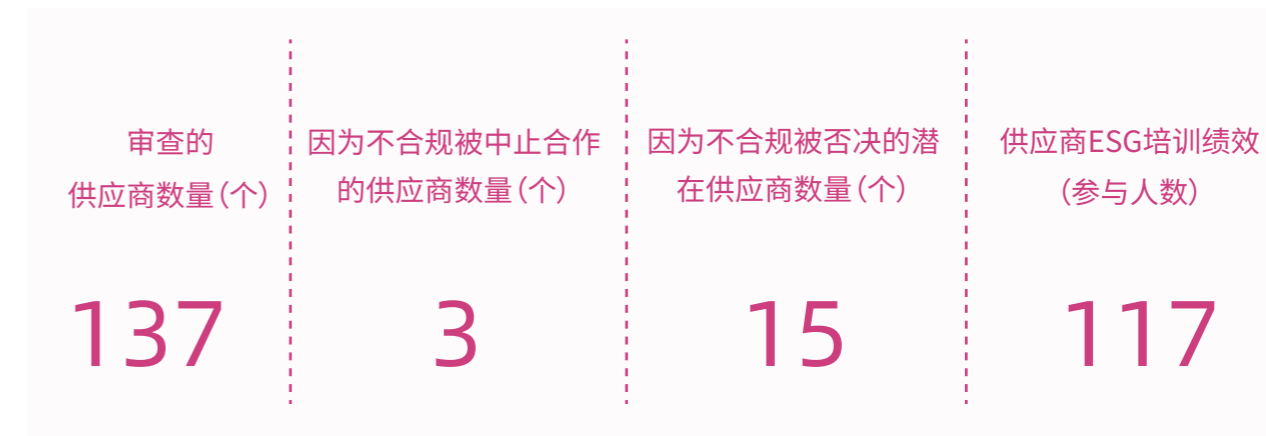 审查的
供应商数量(个)
137
因为不合规被中止合作
的供应商数量(个)
3
因为不合规被否决的潜
在供应商数量(个)
15
供应商ESG培训绩效
(参与人数)
117